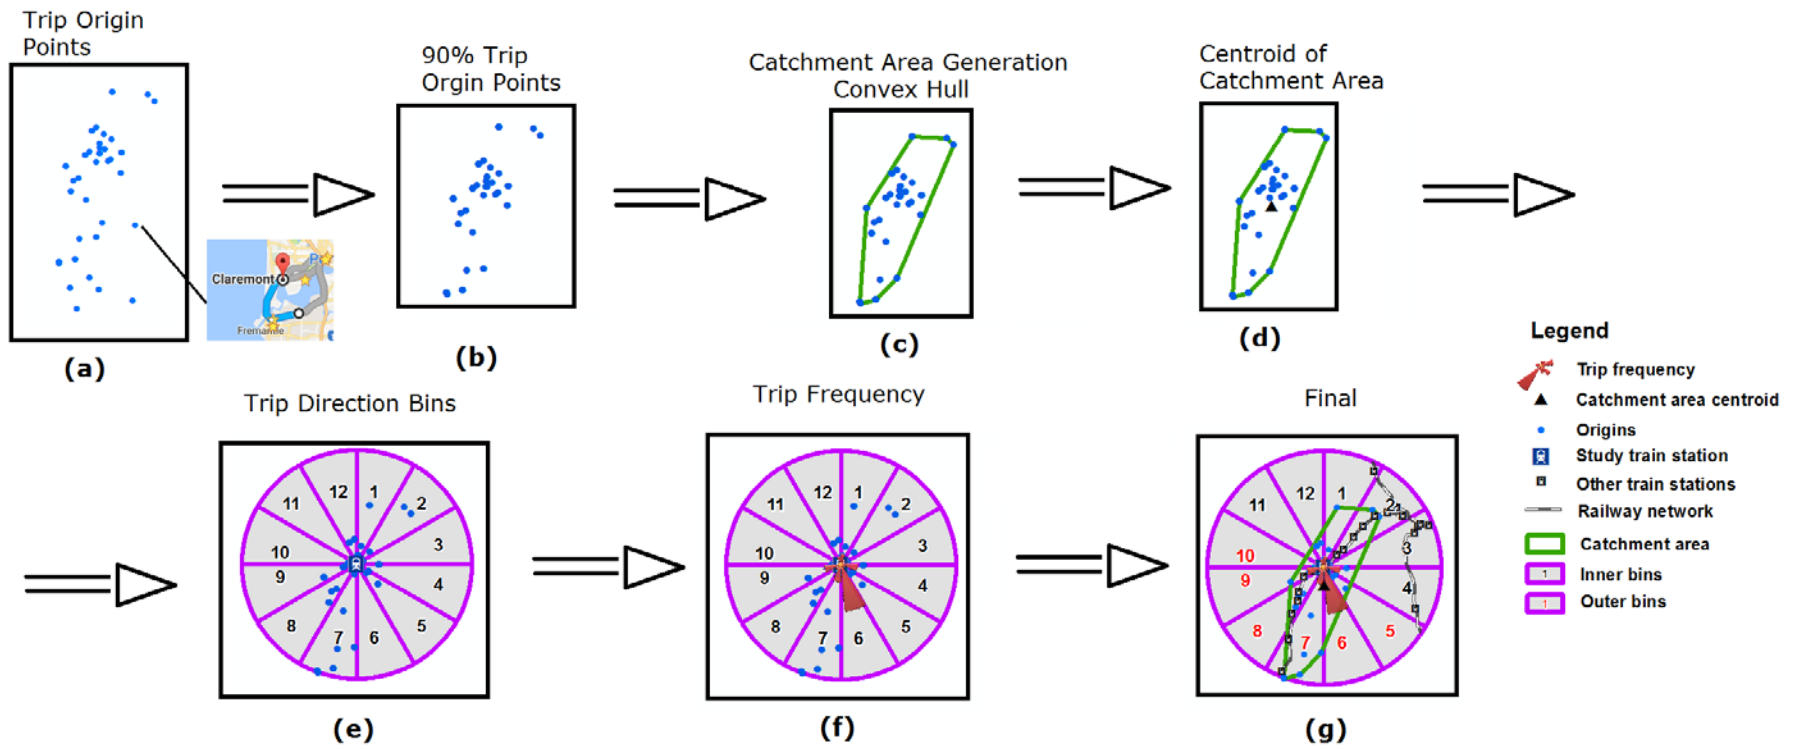 Trip Origin
Points
90% Trip
Orgin Points
Catchment Area Generation
Convex Hull
Centroid of
Catchment Area
Claremont
Fremantle
(a)
(b)
(c)
(d)
Trip Direction Bins
Trip Frequency
Final
12
1
11
2
10
3
9
4
8
5
7
6
12
1
11
2
10
3
9
4
8
5
7
6
12
1
11
2
10
3
9
4
8
5
7
6
(e)
(f)
(g)
Legend
Trip frequency
Catchment area centroid
Origins
Study train station
Other train stations
Railway network
Catchment area
1 Inner bins
1 Outer bins